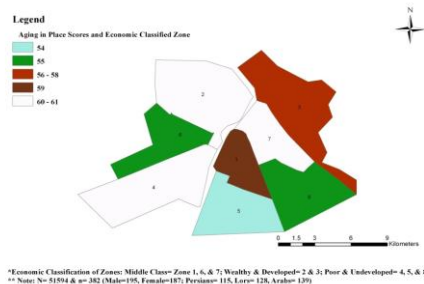 Legend
Aging in Place Scores and Economic Classified Zone
54
55
56 - 58
59
60 - 61
N
2
7
4
5
0 1.5 3 6 9
Kilometers
*Economic Classification of Zones: Middle Class= Zone 1, 6, & 7; Wealthy & Developed= 2 & 3; Poor & Undeveloped= 4, 5, & 8
** Note: N= 51594 & n= 382 (Male=195, Female=187; Persians= 115, Lors= 128, Arabs= 139)